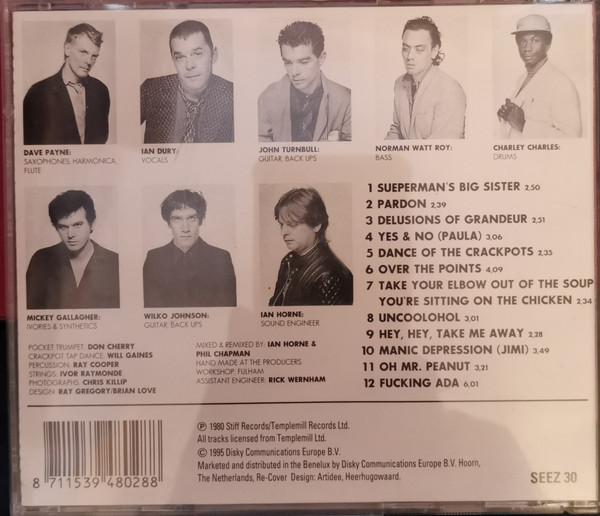 DAVE PAYNE:
SAXOPHONES, HARMONICA,
FLUTE
IAN DURY:
VOCALS
JOHN TURNBULL:
GUITAR, BACK UPS
NORMAN WATT ROY:
BASS
CHARLEY CHARLES:
DRUMS
MICKEY GALLAGHER:
IVORIES & SYNTHETICS
WILKO JOHNSON:
GUITAR, BACK UPS
IAN HORNE:
SOUND ENGINEER
1 SUEPERMAN'S BIG SISTER 2,50
2 PARDON 2,39
3 DELUSIONS OF GRANDEUR 2,51
4 YES & NO (PAULA) 3,06
5 DANCE OF THE CRACKPOTS 2,35
6 OVER THE POINTS 4,09
7 TAKE YOUR ELBOW OUT OF THE SOUP
YOU'RE SITTING ON THE CHICKEN 2,34
8 UNCOOLOHOL 3,01
9 HEY, HEY, TAKE ME AWAY 2,28
10 MANIC DEPRESSION (JIMI) 3,49
11 OH MR. PEANUT 3,21
12 FUCKING ADA 6,01
POCKET TRUMPET: DON CHERRY
CRACKPOT TAP DANCE: WILL GAINES
PERCUSSION: RAY COOPER
STRINGS: IVOR RAYMONDE
PHOTOGRAPHS: CHRIS KILLIP
DESIGN: RAY GREGORY/BRIAN LOVE
MIXED & REMIXED BY: IAN HORNE &
PHIL CHAPMAN
HAND MADE AT THE PRODUCERS
WORKSHOP, FULHAM
ASSISTANT ENGINEER: RICK WERNHAM
8 711539 480288
℗ 1980 Stiff Records/Templemill Records Ltd.
All tracks licensed from Templemill Ltd.
© 1995 Disky Communications Europe B.V.
Marketed and distributed in the Benelux by Disky Communications Europe B.V. Hoorn,
The Netherlands, Re-Cover Design: Artidee, Heerhugowaard.
SEEZ 30